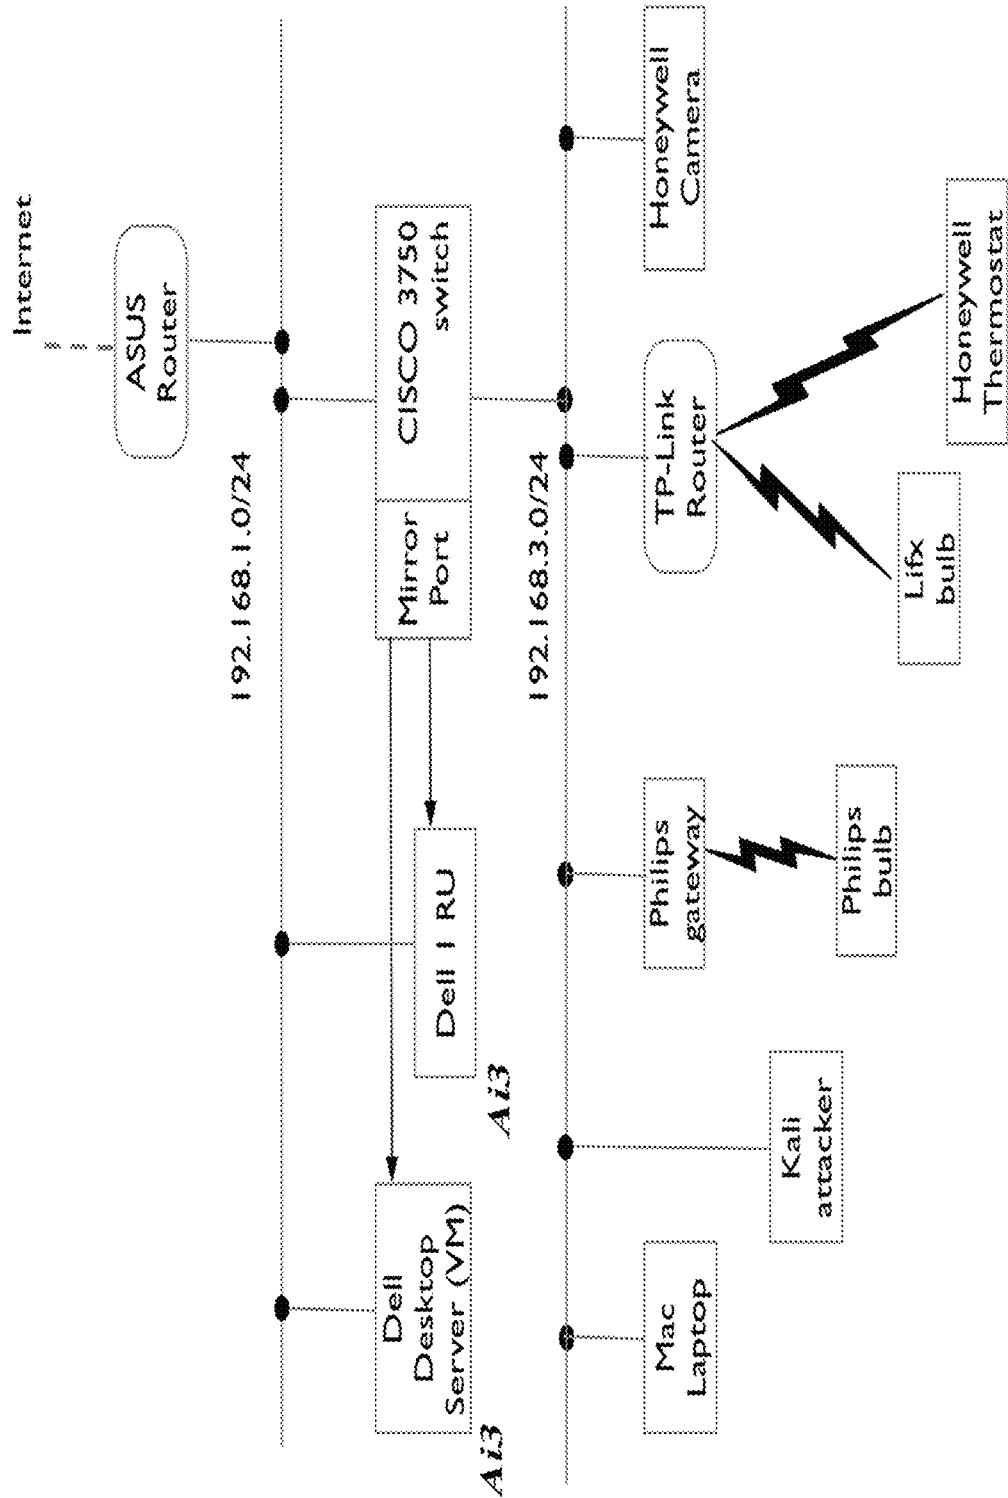 Internet
ASUS
Router
192.168.1.0/24
CISCO 3750
switch
Mirror
Port
Dell 1 RU
Ai3
Dell
Desktop
Server (VM)
Ai3
192.168.3.0/24
Mac
Laptop
Kali
attacker
Philips
gateway
Philips
bulb
TP-Link
Router
Lifx
bulb
Honeywell
Thermostat
Honeywell
Camera